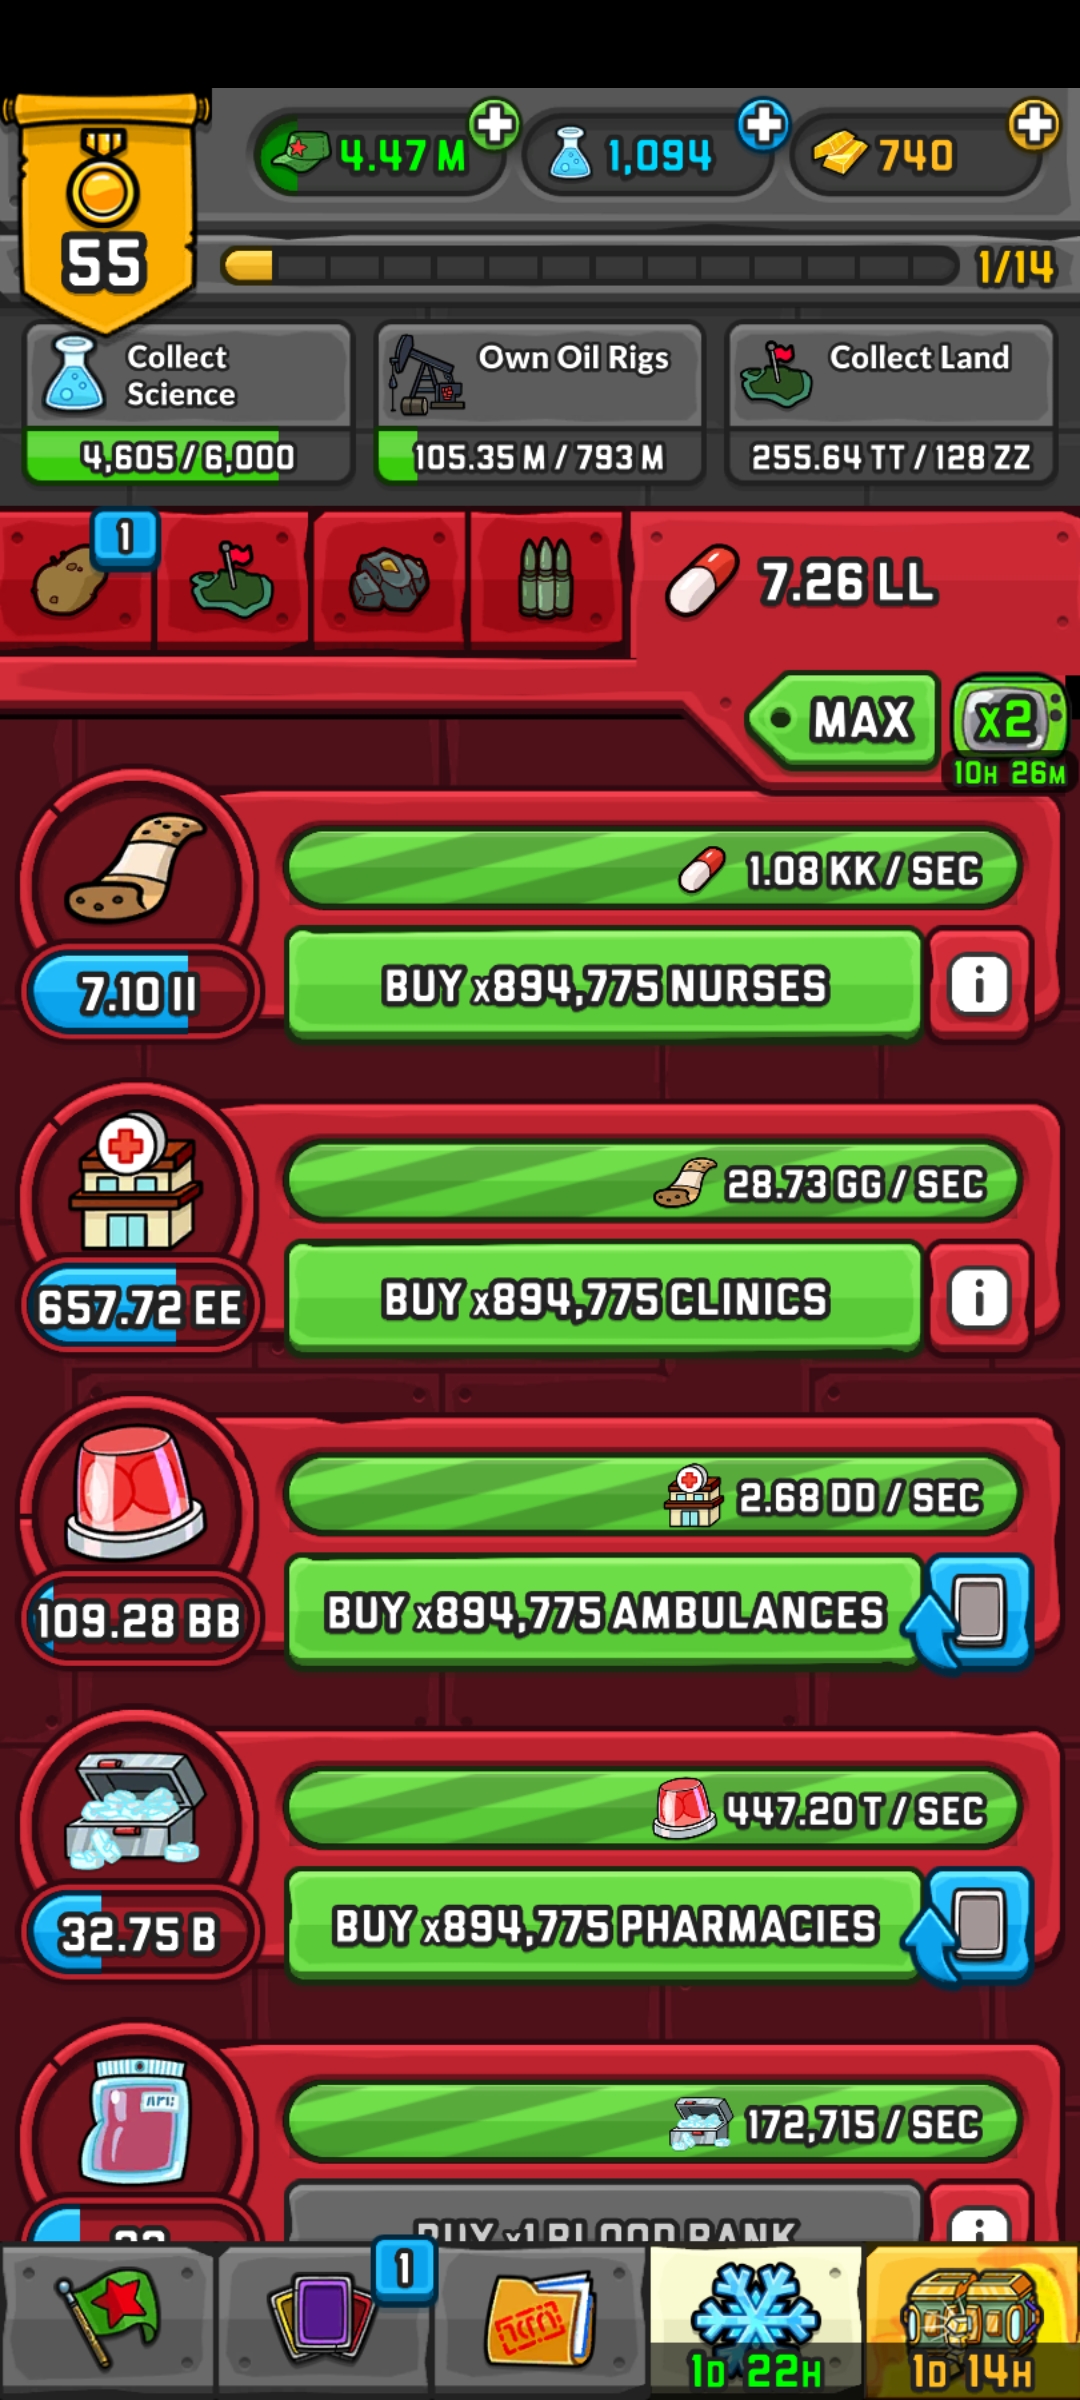 55
4.47 M
1,094
740
1/14
Collect
Science
4,605 / 6,000
Own Oil Rigs
105.35 M / 793 M
Collect Land
255.64 TT / 128 ZZ
1
7.26 LL
MAX
x2
10H 26M
1.08 KK / SEC
7.10 II
BUY x894,775 NURSES
28.73 GG / SEC
657.72 EE
BUY x894,775 CLINICS
2.68 DD / SEC
109.28 BB
BUY x894,775 AMBULANCES
447.20 T / SEC
32.75 B
BUY x894,775 PHARMACIES
172,715 / SEC
BUY x1 BLOOD BANK
1
1D 22H
1D 14H